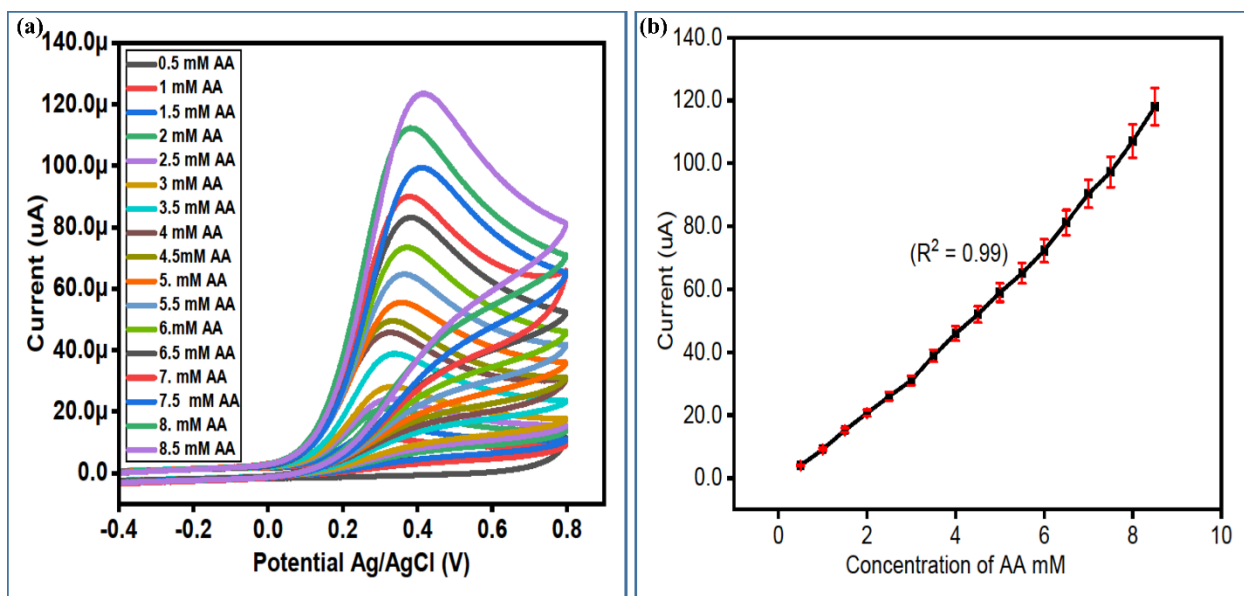 (a)
140.0µ
120.0µ
100.0µ
80.0µ
60.0µ
40.0µ
20.0µ
0.0
Current (uA)
0.5 mM AA
1 mM AA
1.5 mM AA
2 mM AA
2.5 mM AA
3 mM AA
3.5 mM AA
4 mM AA
4.5mM AA
5. mM AA
5.5 mM AA
6.mM AA
6.5 mM AA
7. mM AA
7.5 mM AA
8. mM AA
8.5 mM AA
-0.4 -0.2 0.0 0.2 0.4 0.6 0.8
Potential Ag/AgCl (V)
(b)
140.0
120.0
100.0
80.0
60.0
40.0
20.0
0.0
Current (uA)
(R² = 0.99)
0 2 4 6 8 10
Concentration of AA mM